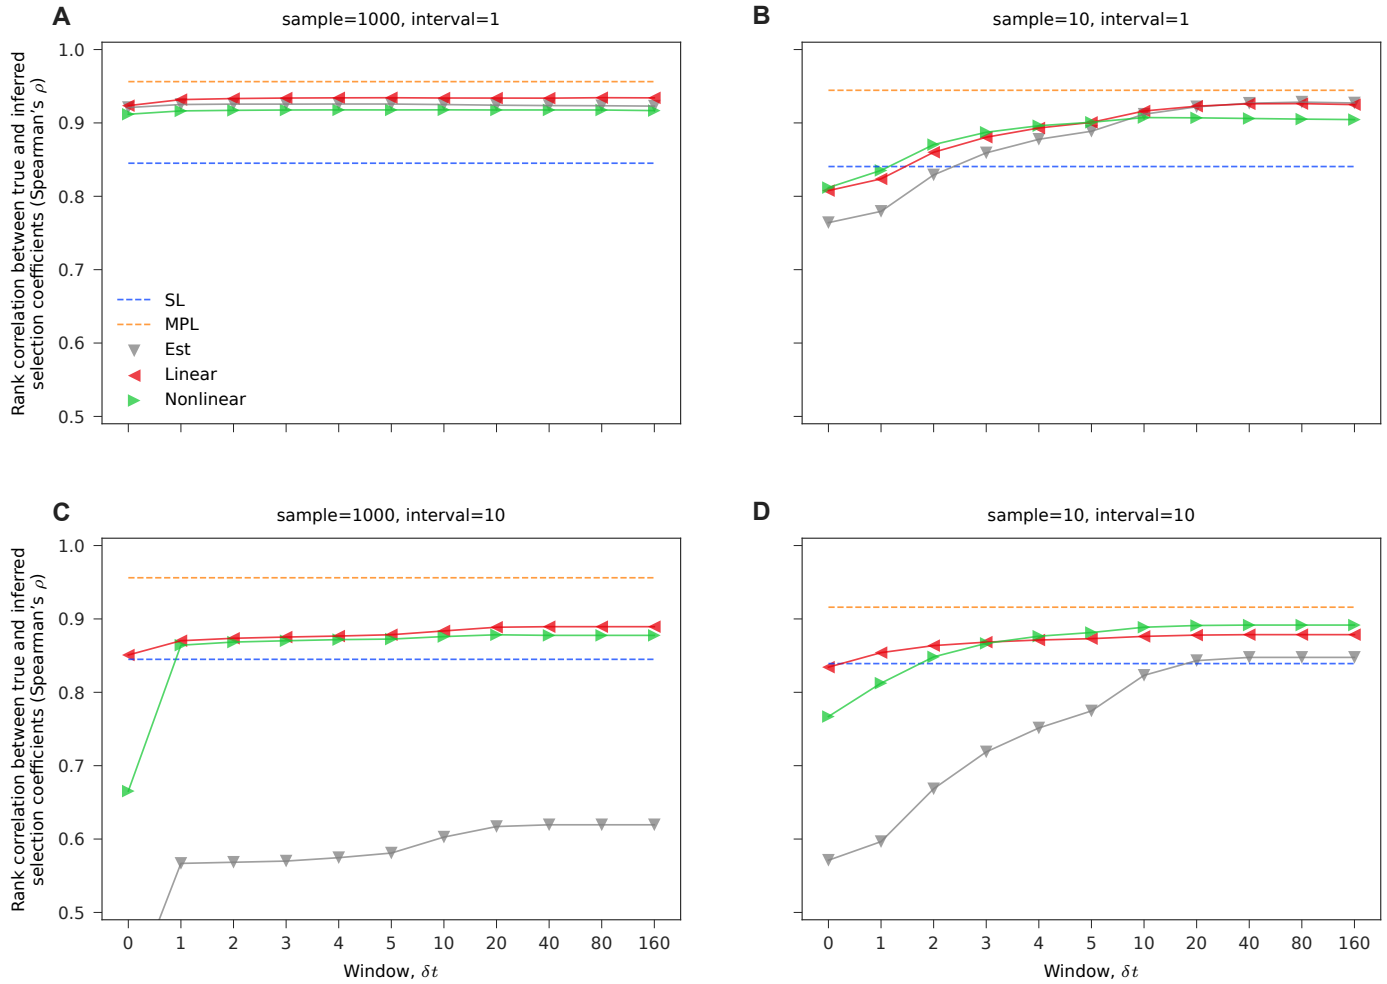 A
sample=1000, interval=1
B
sample=10, interval=1
Rank correlation between true and inferred
selection coefficients (Spearman's ρ)
1.0
0.9
0.8
0.7
0.6
0.5
SL
MPL
Est
Linear
Nonlinear
C
sample=1000, interval=10
D
sample=10, interval=10
Rank correlation between true and inferred
selection coefficients (Spearman's ρ)
1.0
0.9
0.8
0.7
0.6
0.5
0 1 2 3 4 5 10 20 40 80 160
Window, δt
0 1 2 3 4 5 10 20 40 80 160
Window, δt